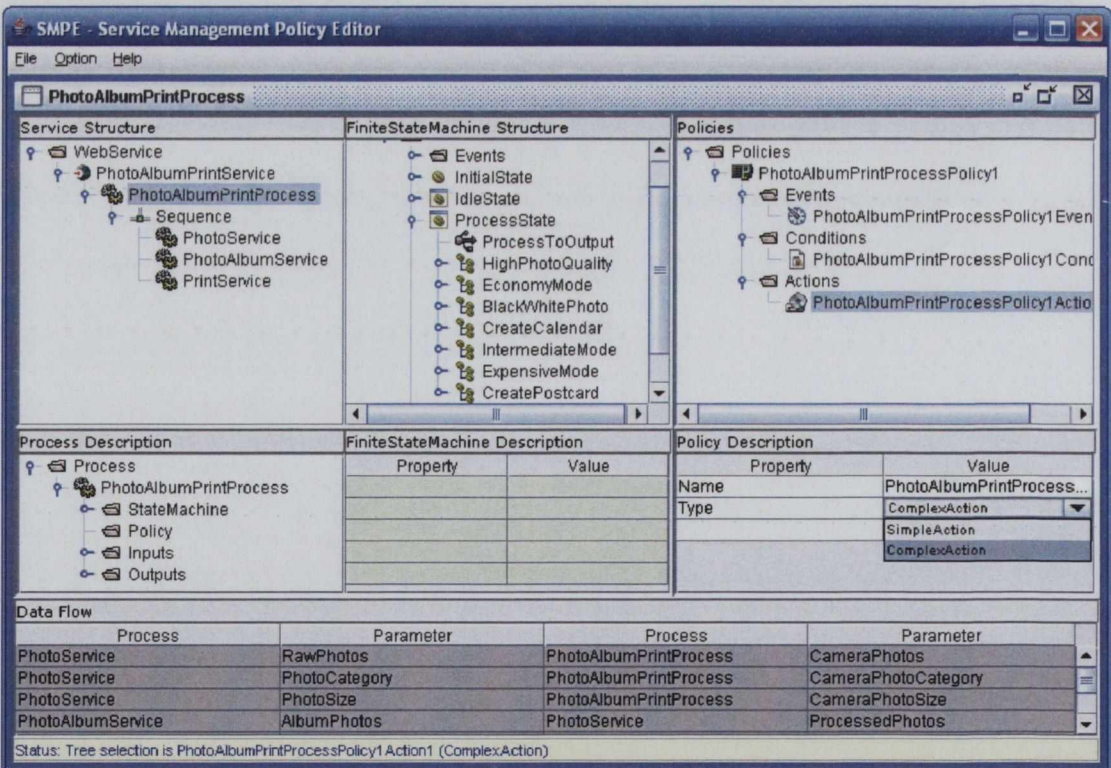 SMPE - Service Management Policy Editor
File Option Help
PhotoAlbumPrintProcess
Service Structure
WebService
PhotoAlbumPrintService
PhotoAlbumPrintProcess
Sequence
PhotoService
PhotoAlbumService
PrintService
FiniteStateMachine Structure
Events
InitialState
IdleState
ProcessState
ProcessToOutput
HighPhotoQuality
EconomyMode
BlackWhitePhoto
CreateCalendar
IntermediateMode
ExpensiveMode
CreatePostcard
Policies
Policies
PhotoAlbumPrintProcessPolicy1
Events
PhotoAlbumPrintProcessPolicy1Even
Conditions
PhotoAlbumPrintProcessPolicy1Cond
Actions
PhotoAlbumPrintProcessPolicy1Actio
Process Description
Process
PhotoAlbumPrintProcess
StateMachine
Policy
Inputs
Outputs
FiniteStateMachine Description
Property Value
Policy Description
Property Value
Name PhotoAlbumPrintProcess...
Type ComplexAction
SimpleAction
ComplexAction
Data Flow
Process Parameter Process Parameter
PhotoService RawPhotos PhotoAlbumPrintProcess CameraPhotos
PhotoService PhotoCategory PhotoAlbumPrintProcess CameraPhotoCategory
PhotoService PhotoSize PhotoAlbumPrintProcess CameraPhotoSize
PhotoAlbumService AlbumPhotos PhotoService ProcessedPhotos
Status: Tree selection is PhotoAlbumPrintProcessPolicy1Action1 (ComplexAction)